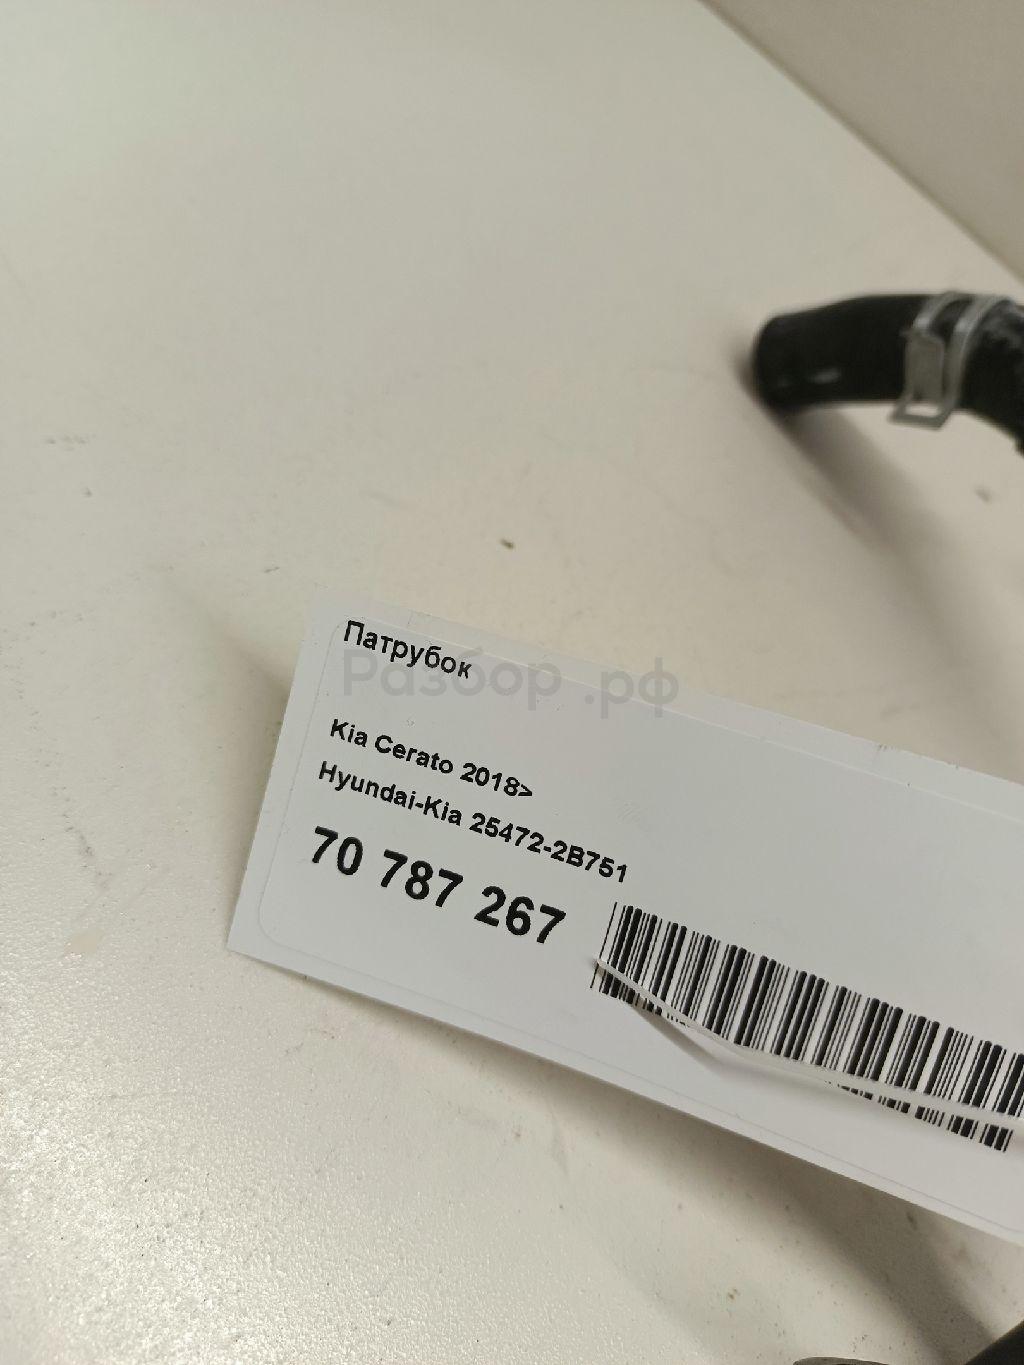 Патрубок
Разбор.рф
Kia Cerato 2018>
Hyundai-Kia 25472-2B751
70 787 267